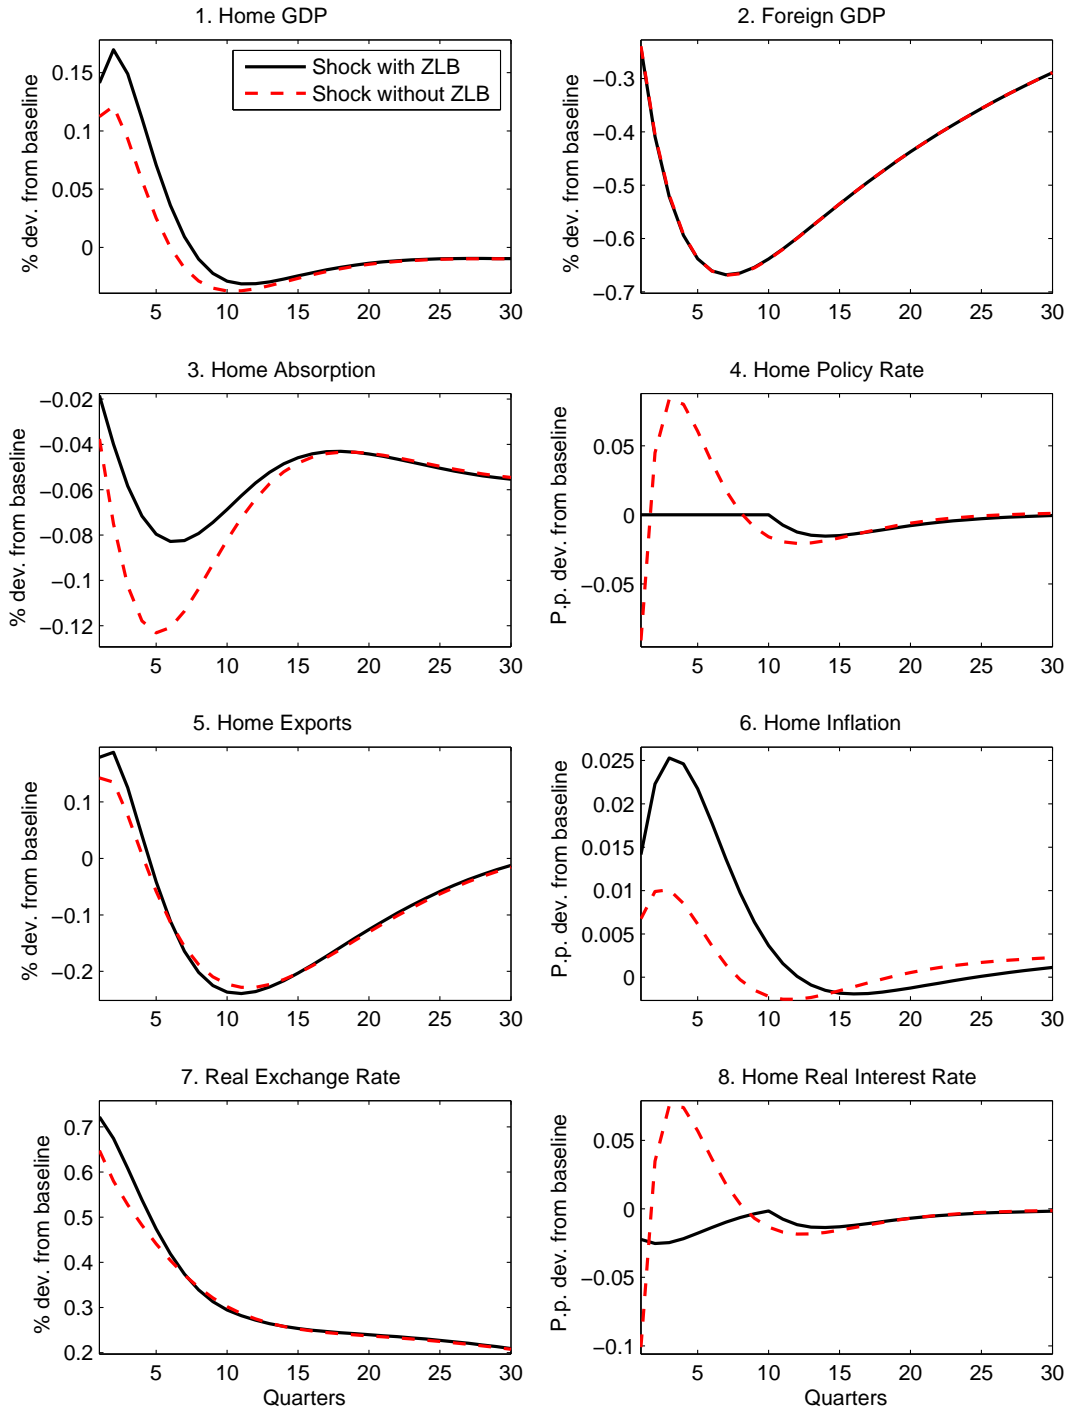 1. Home GDP
% dev. from baseline
0.15
0.1
0.05
0
5 10 15 20 25 30
Shock with ZLB
Shock without ZLB
2. Foreign GDP
% dev. from baseline
−0.3
−0.4
−0.5
−0.6
−0.7
5 10 15 20 25 30
3. Home Absorption
% dev. from baseline
−0.02
−0.04
−0.06
−0.08
−0.1
−0.12
5 10 15 20 25 30
4. Home Policy Rate
P.p. dev. from baseline
0.05
0
−0.05
5 10 15 20 25 30
5. Home Exports
% dev. from baseline
0.1
0
−0.1
−0.2
5 10 15 20 25 30
6. Home Inflation
P.p. dev. from baseline
0.025
0.02
0.015
0.01
0.005
0
5 10 15 20 25 30
7. Real Exchange Rate
% dev. from baseline
0.7
0.6
0.5
0.4
0.3
0.2
5 10 15 20 25 30
Quarters
8. Home Real Interest Rate
P.p. dev. from baseline
0.05
0
−0.05
−0.1
5 10 15 20 25 30
Quarters